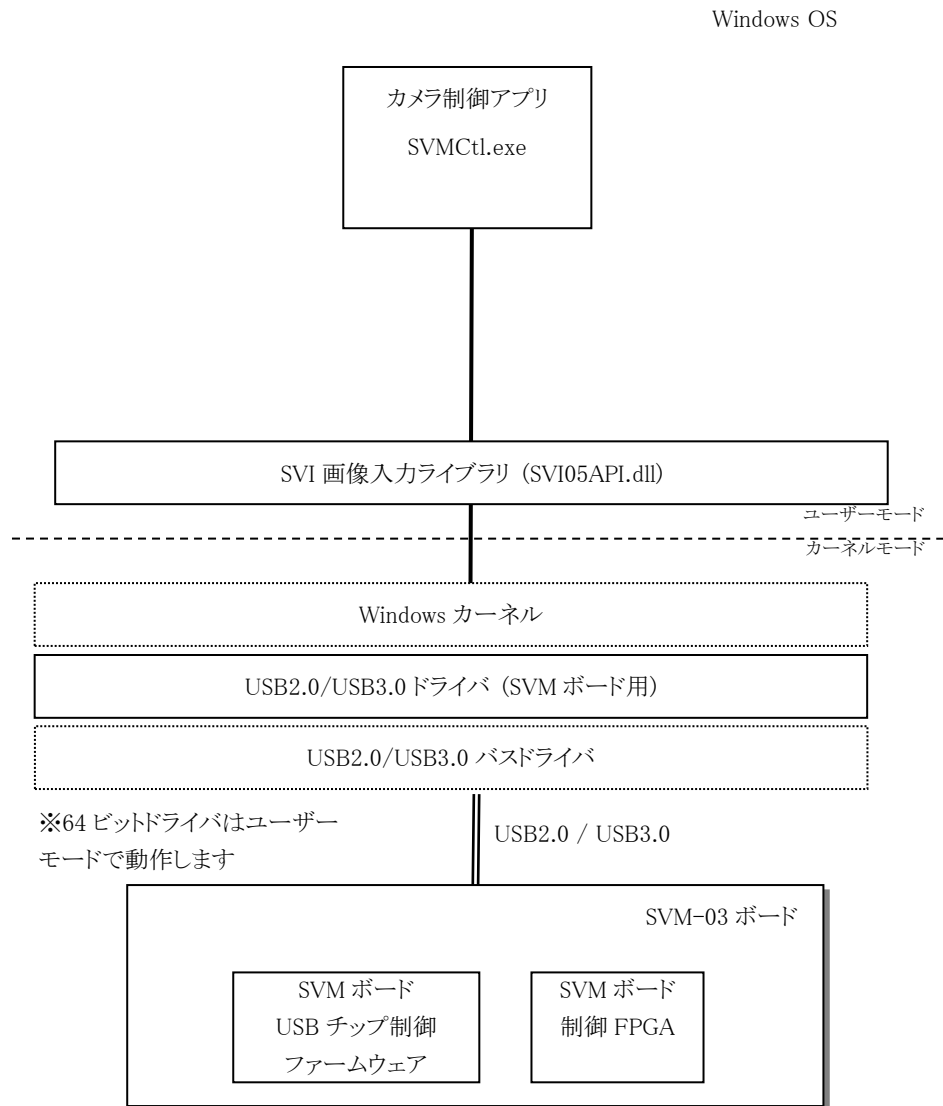 Windows OS
カメラ制御アプリ
SVMCtl.exe
SVI 画像入力ライブラリ (SVI05API.dll)
ユーザーモード
カーネルモード
Windows カーネル
USB2.0/USB3.0 ドライバ (SVM ボード用)
USB2.0/USB3.0 バスドライバ
※64 ビットドライバはユーザー
モードで動作します
USB2.0 / USB3.0
SVM-03 ボード
SVM ボード
USB チップ制御
ファームウェア
SVM ボード
制御 FPGA